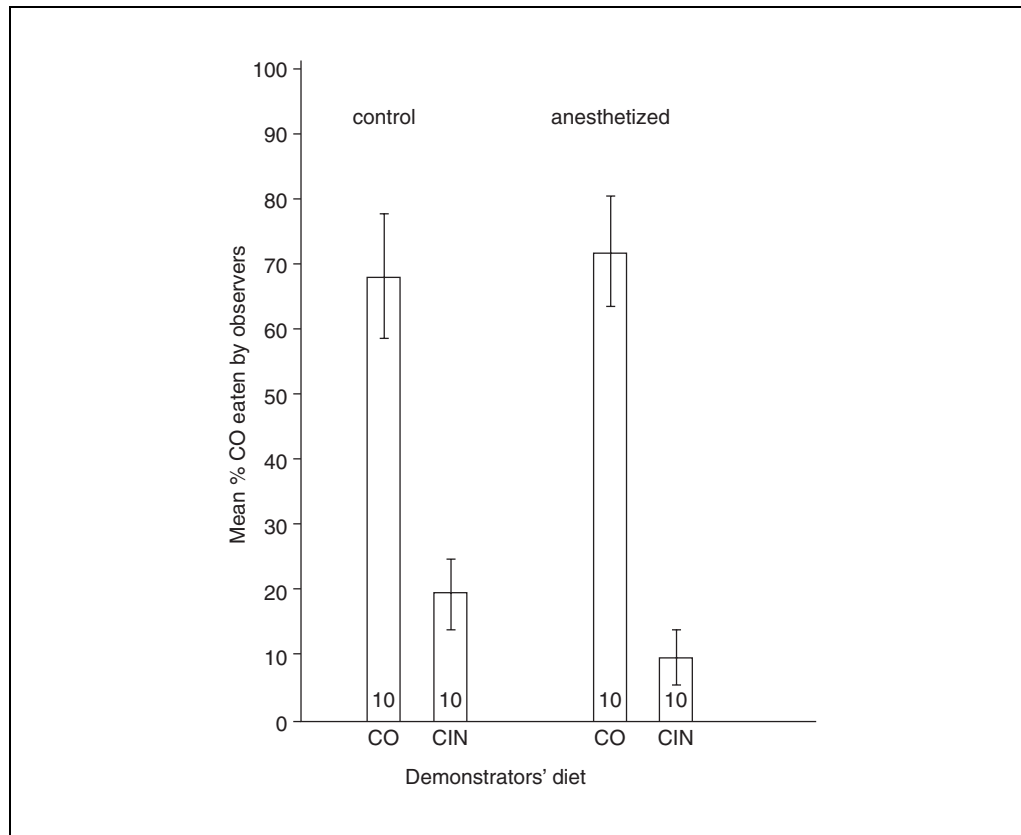 100
control anesthetized
90
80
70
60
50
40
30
20
10
0
10 10 10 10
CO CIN CO CIN
Demonstrators' diet
Mean % CO eaten by observers